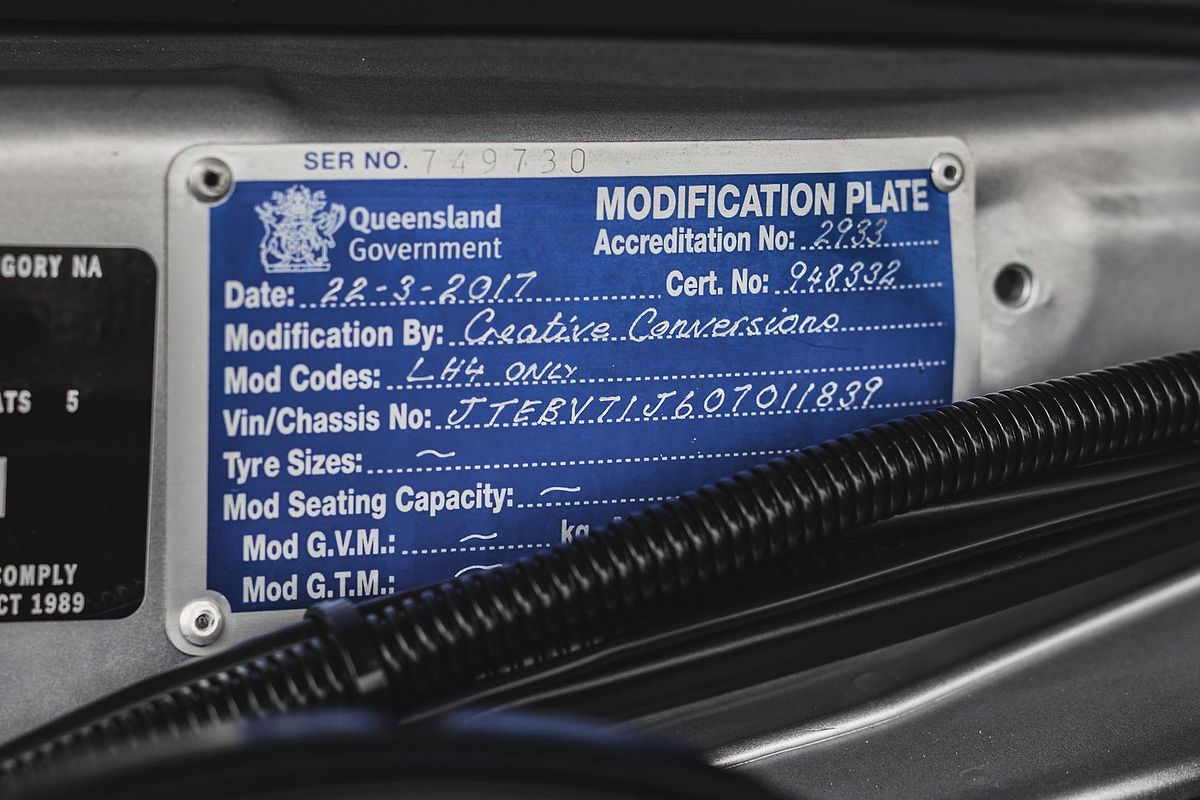 GORY NA
ATS 5
COMPLY
CT 1989
SER NO. 749730
Queensland
Government
MODIFICATION PLATE
Accreditation No: 2933
Date: 22-3-2017 Cert. No: 948332
Modification By: Creative Conversions
Mod Codes: LH4 ONLY
Vin/Chassis No: JTEBV71J607011839
Tyre Sizes: ~
Mod Seating Capacity: ~
Mod G.V.M.: ~ kg
Mod G.T.M.: ~